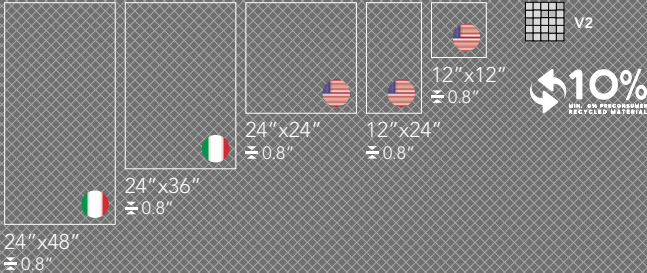 24”x48”
0.8”
24”x36”
0.8”
24”x24”
0.8”
12”x24”
0.8”
12”x12”
0.8”
V2
10%
MIN. 0% PRECONSUMER
RECYCLED MATERIAL